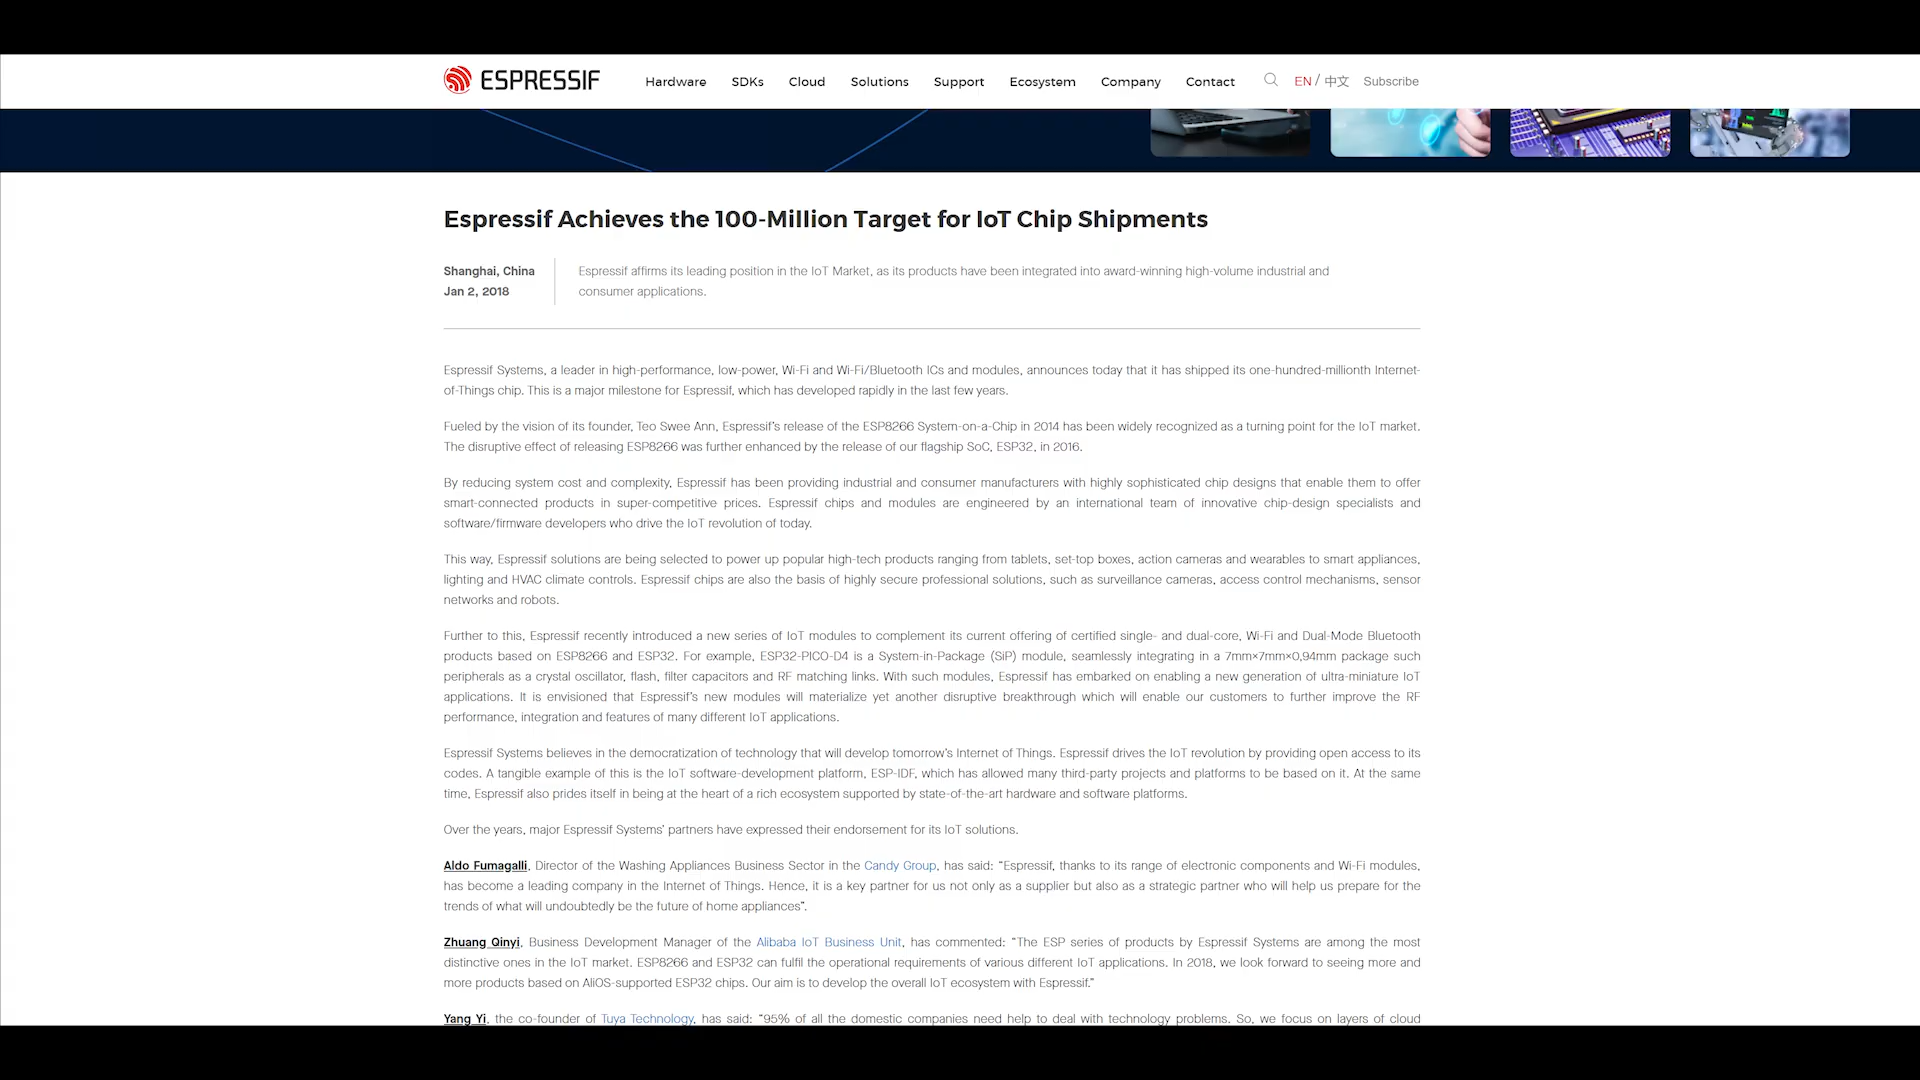 ESPRESSIF
Hardware SDKs Cloud Solutions Support Ecosystem Company Contact EN / 中文 Subscribe
Espressif Achieves the 100-Million Target for IoT Chip Shipments
Shanghai, China
Jan 2, 2018
Espressif affirms its leading position in the IoT Market, as its products have been integrated into award-winning high-volume industrial and
consumer applications.
Espressif Systems, a leader in high-performance, low-power, Wi-Fi and Wi-Fi/Bluetooth ICs and modules, announces today that it has shipped its one-hundred-millionth Internet-
of-Things chip. This is a major milestone for Espressif, which has developed rapidly in the last few years.
Fueled by the vision of its founder, Teo Swee Ann, Espressif's release of the ESP8266 System-on-a-Chip in 2014 has been widely recognized as a turning point for the IoT market.
The disruptive effect of releasing ESP8266 was further enhanced by the release of our flagship SoC, ESP32, in 2016.
By reducing system cost and complexity, Espressif has been providing industrial and consumer manufacturers with highly sophisticated chip designs that enable them to offer
smart-connected products in super-competitive prices. Espressif chips and modules are engineered by an international team of innovative chip-design specialists and
software/firmware developers who drive the IoT revolution of today.
This way, Espressif solutions are being selected to power up popular high-tech products ranging from tablets, set-top boxes, action cameras and wearables to smart appliances,
lighting and HVAC climate controls. Espressif chips are also the basis of highly secure professional solutions, such as surveillance cameras, access control mechanisms, sensor
networks and robots.
Further to this, Espressif recently introduced a new series of IoT modules to complement its current offering of certified single- and dual-core, Wi-Fi and Dual-Mode Bluetooth
products based on ESP8266 and ESP32. For example, ESP32-PICO-D4 is a System-in-Package (SiP) module, seamlessly integrating in a 7mm×7mm×0,94mm package such
peripherals as a crystal oscillator, flash, filter capacitors and RF matching links. With such modules, Espressif has embarked on enabling a new generation of ultra-miniature IoT
applications. It is envisioned that Espressif's new modules will materialize yet another disruptive breakthrough which will enable our customers to further improve the RF
performance, integration and features of many different IoT applications.
Espressif Systems believes in the democratization of technology that will develop tomorrow's Internet of Things. Espressif drives the IoT revolution by providing open access to its
codes. A tangible example of this is the IoT software-development platform, ESP-IDF, which has allowed many third-party projects and platforms to be based on it. At the same
time, Espressif also prides itself in being at the heart of a rich ecosystem supported by state-of-the-art hardware and software platforms.
Over the years, major Espressif Systems' partners have expressed their endorsement for its IoT solutions.
Aldo Fumagalli, Director of the Washing Appliances Business Sector in the Candy Group, has said: “Espressif, thanks to its range of electronic components and Wi-Fi modules,
has become a leading company in the Internet of Things. Hence, it is a key partner for us not only as a supplier but also as a strategic partner who will help us prepare for the
trends of what will undoubtedly be the future of home appliances”.
Zhuang Qinyi, Business Development Manager of the Alibaba IoT Business Unit, has commented: “The ESP series of products by Espressif Systems are among the most
distinctive ones in the IoT market. ESP8266 and ESP32 can fulfil the operational requirements of various different IoT applications. In 2018, we look forward to seeing more and
more products based on AliOS-supported ESP32 chips. Our aim is to develop the overall IoT ecosystem with Espressif.”
Yang Yi, the co-founder of Tuya Technology, has said: “95% of all the domestic companies need help to deal with technology problems. So, we focus on layers of cloud